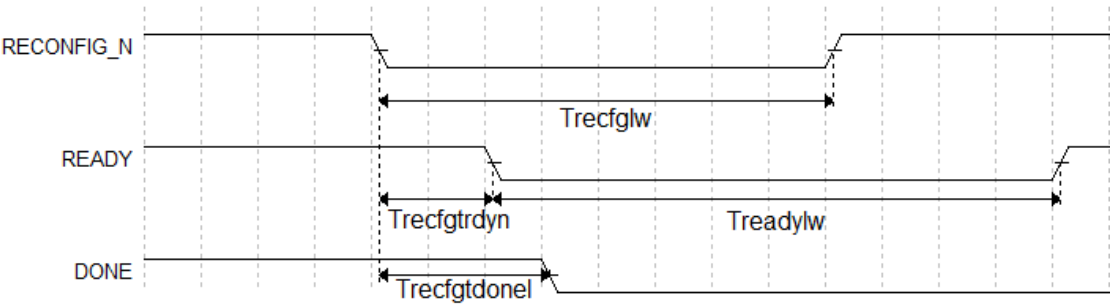 RECONFIG_N
Trecfglw
READY
Trecfgtrdyn
Treadylw
DONE
Trecfgtdonel